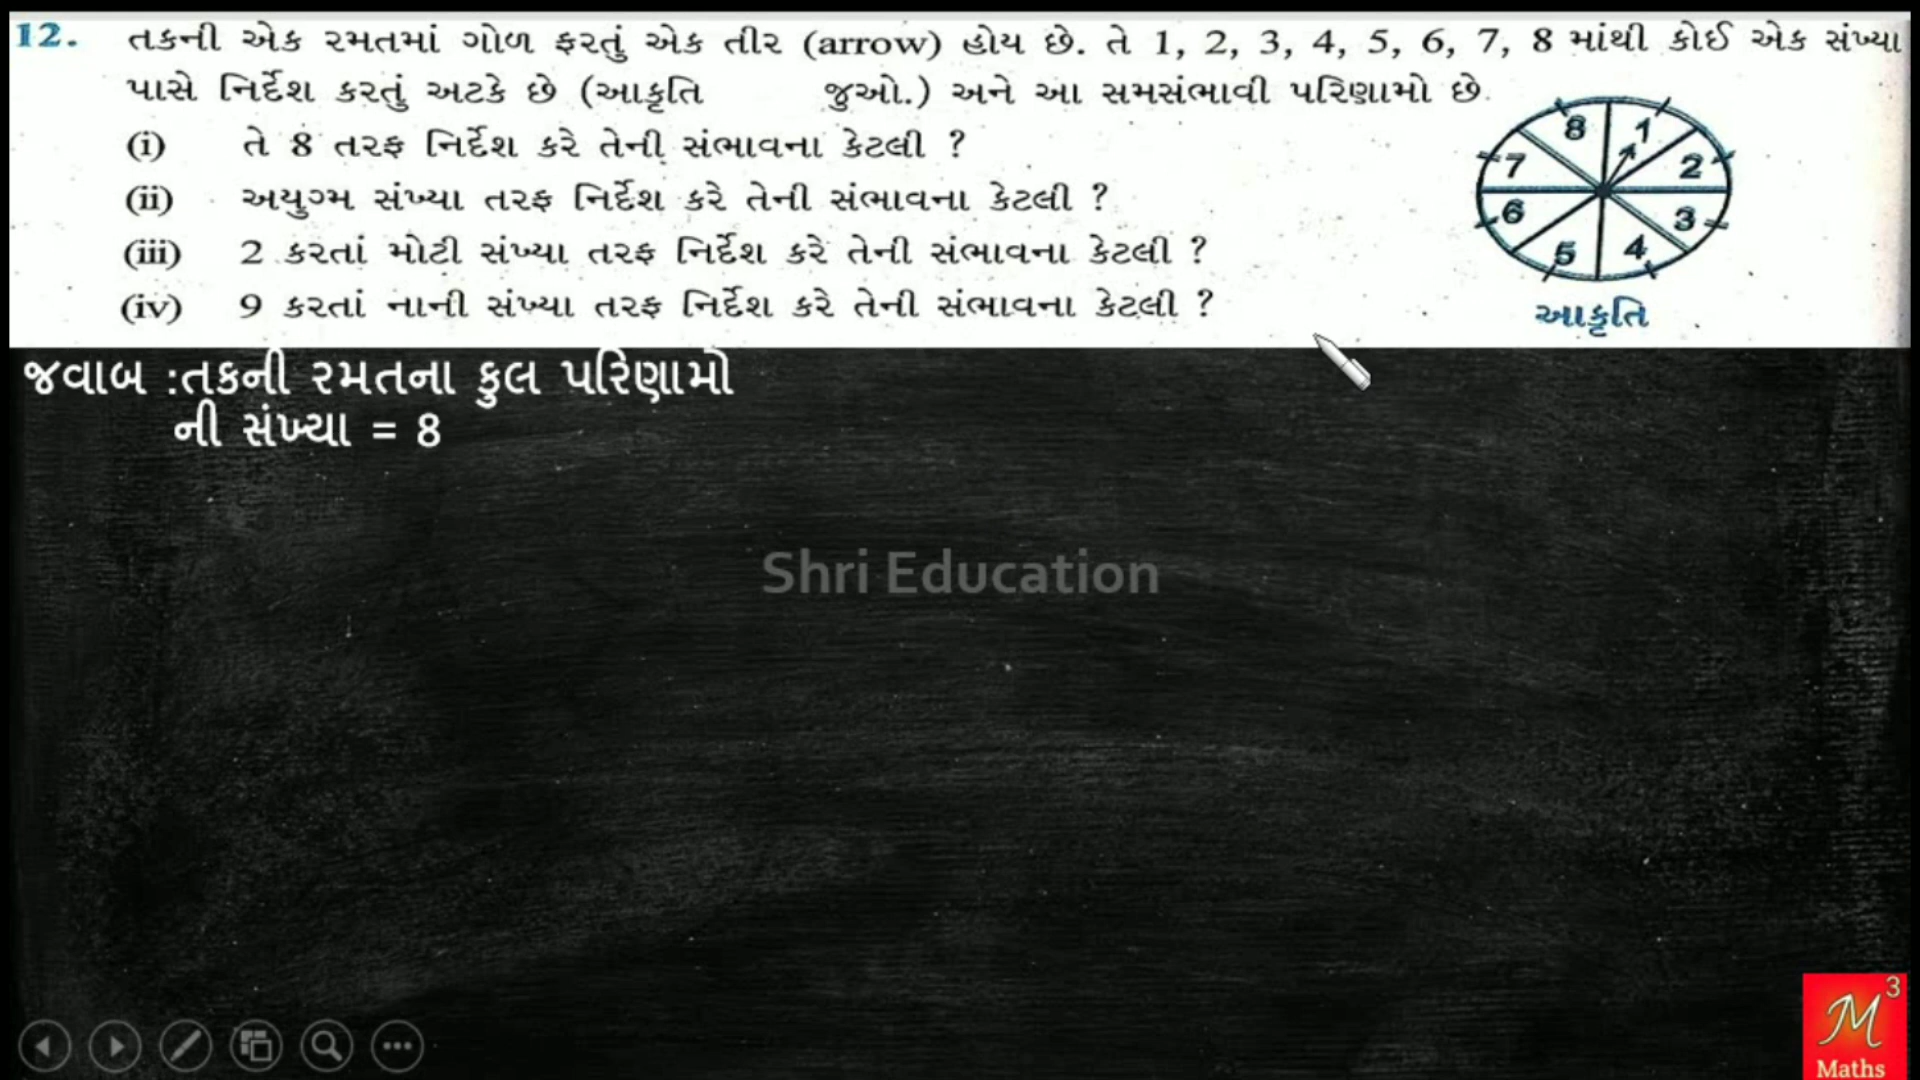 12. તકની એક રમતમાં ગોળ ફરતું એક તીર (arrow) હોય છે. તે 1, 2, 3, 4, 5, 6, 7, 8 માંથી કોઈ એક સંખ્યા
પાસે નિર્દેશ કરતું અટકે છે (આકૃતિ જુઓ.) અને આ સમસંભાવી પરિણામો છે.
(i) તે 8 તરફ નિર્દેશ કરે તેની સંભાવના કેટલી ?
(ii) અયુગ્મ સંખ્યા તરફ નિર્દેશ કરે તેની સંભાવના કેટલી ?
(iii) 2 કરતાં મોટી સંખ્યા તરફ નિર્દેશ કરે તેની સંભાવના કેટલી ?
(iv) 9 કરતાં નાની સંખ્યા તરફ નિર્દેશ કરે તેની સંભાવના કેટલી ?
8 1
7 2
6 3
5 4
આકૃતિ
જવાબ :તકની રમતના કુલ પરિણામો
ની સંખ્યા = 8
Shri Education
M 3
Maths